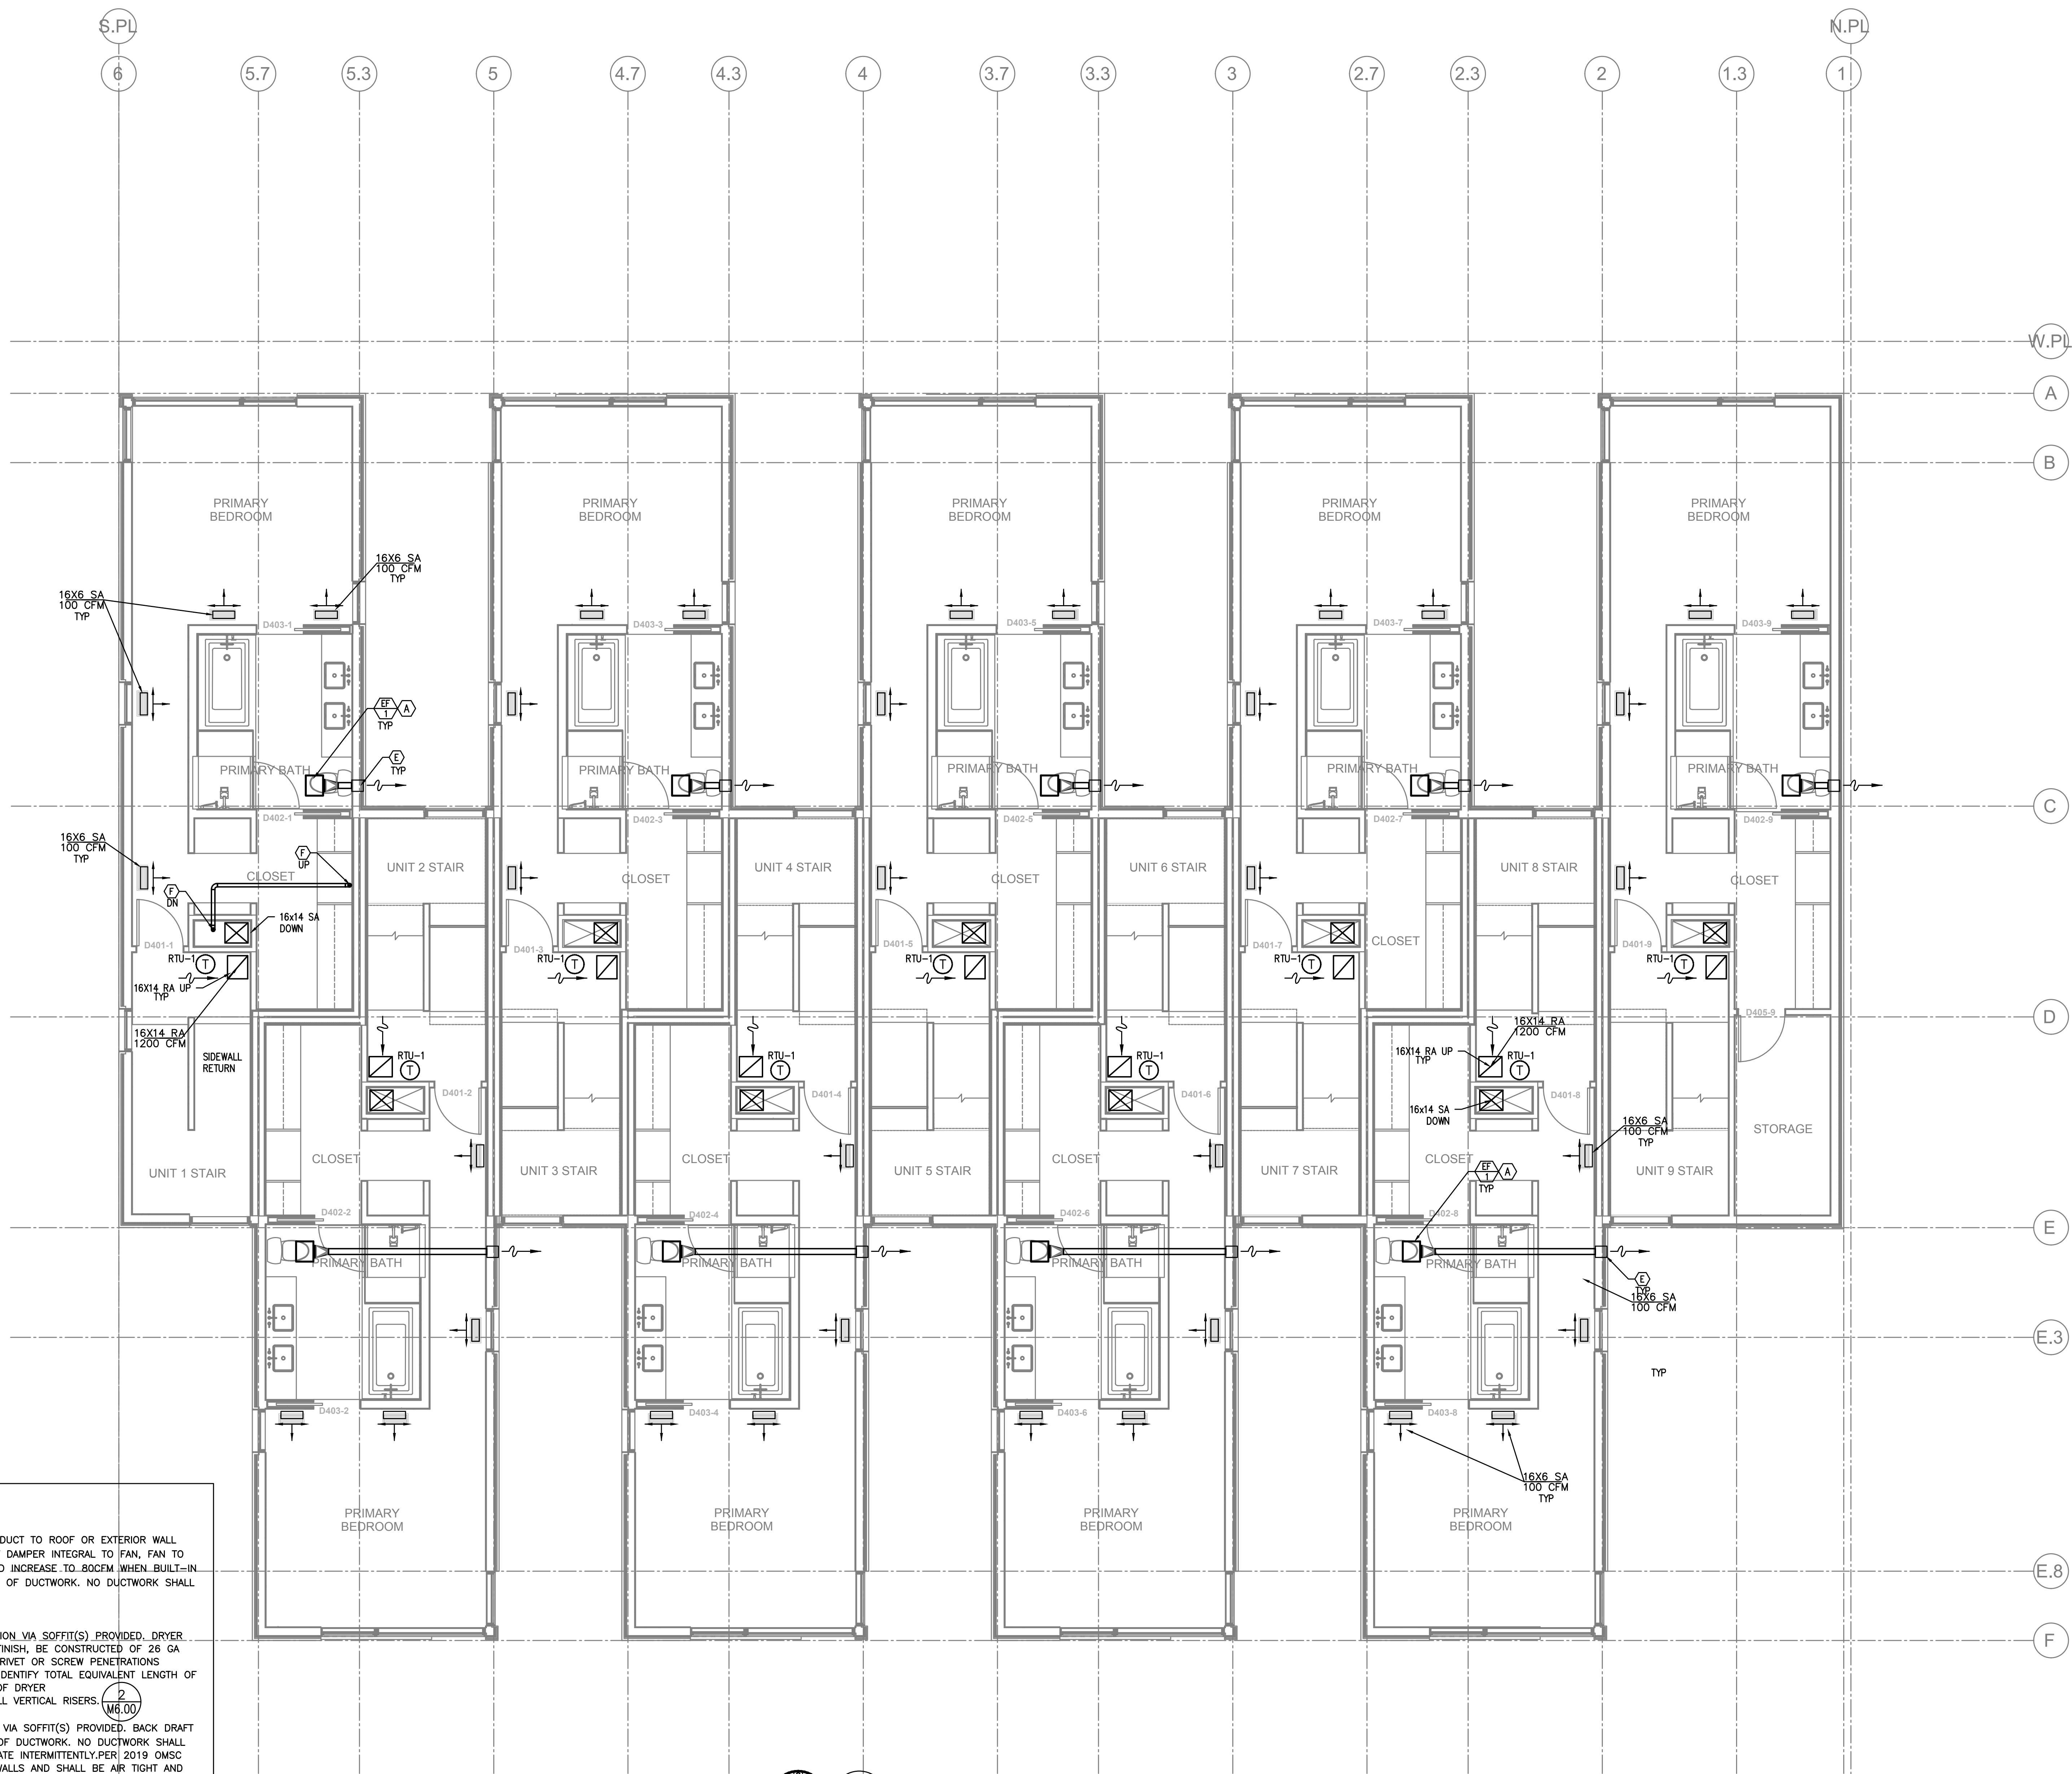 S.PL
N.PL
6
5.7
5.3
5
4.7
4.3
4
3.7
3.3
3
2.7
2.3
2
1.3
1
W.PL
A
B
C
D
E
E.3
E.8
F
PRIMARY
BEDROOM
PRIMARY
BEDROOM
PRIMARY
BEDROOM
PRIMARY
BEDROOM
PRIMARY
BEDROOM
16X6 SA
100 CFM
TYP
16X6 SA
100 CFM
TYP
D403-1
D403-3
D403-5
D403-7
D403-9
EF
1
A
TYP
E
TYP
PRIMARY BATH
PRIMARY BATH
PRIMARY BATH
PRIMARY BATH
PRIMARY BATH
D402-1
D402-3
D402-5
D402-7
D402-9
16X6 SA
100 CFM
TYP
F
UP
F
DN
CLOSET
UNIT 2 STAIR
CLOSET
UNIT 4 STAIR
CLOSET
UNIT 6 STAIR
CLOSET
UNIT 8 STAIR
CLOSET
16x14 SA
DOWN
D401-1
D401-3
D401-5
D401-7
D401-9
RTU-1
T
RTU-1
T
RTU-1
T
RTU-1
T
RTU-1
T
16X14 RA UP
TYP
16X14 RA
1200 CFM
SIDEWALL
RETURN
D405-9
16X14 RA
1200 CFM
16X14 RA UP
TYP
RTU-1
T
RTU-1
T
RTU-1
T
RTU-1
T
D401-2
D401-4
D401-6
D401-8
16x14 SA
DOWN
16X6 SA
100 CFM
TYP
STORAGE
UNIT 1 STAIR
CLOSET
UNIT 3 STAIR
CLOSET
UNIT 5 STAIR
CLOSET
UNIT 7 STAIR
CLOSET
UNIT 9 STAIR
EF
1
A
TYP
D402-2
D402-4
D402-6
D402-8
PRIMARY BATH
PRIMARY BATH
PRIMARY BATH
PRIMARY BATH
E
TYP
16X6 SA
100 CFM
TYP
D403-2
D403-4
D403-6
D403-8
16X6 SA
100 CFM
TYP
PRIMARY
BEDROOM
PRIMARY
BEDROOM
PRIMARY
BEDROOM
PRIMARY
BEDROOM
DUCT TO ROOF OR EXTERIOR WALL
DAMPER INTEGRAL TO FAN, FAN TO
INCREASE TO 80CFM WHEN BUILT-IN
OF DUCTWORK. NO DUCTWORK SHALL
VIA SOFFIT(S) PROVIDED. DRYER
BE CONSTRUCTED OF 26 GA
RIVET OR SCREW PENETRATIONS
IDENTIFY TOTAL EQUIVALENT LENGTH OF
OF DRYER
VERTICAL RISERS.
2
M6.00
VIA SOFFIT(S) PROVIDED. BACK DRAFT
OF DUCTWORK. NO DUCTWORK SHALL
INTERMITTENTLY.PER 2019 OMSC
WALLS AND SHALL BE AIR TIGHT AND